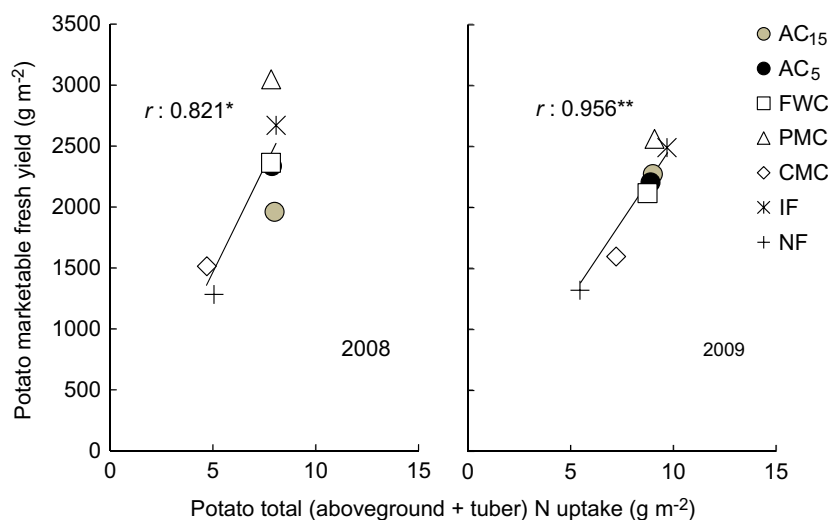 Potato marketable fresh yield (g m⁻²)
3500
3000
2500
2000
1500
1000
500
0
r : 0.821*
2008
0 5 10 15
r : 0.956**
2009
0 5 10 15
Potato total (aboveground + tuber) N uptake (g m⁻²)
AC₁₅
AC₅
FWC
PMC
CMC
IF
NF